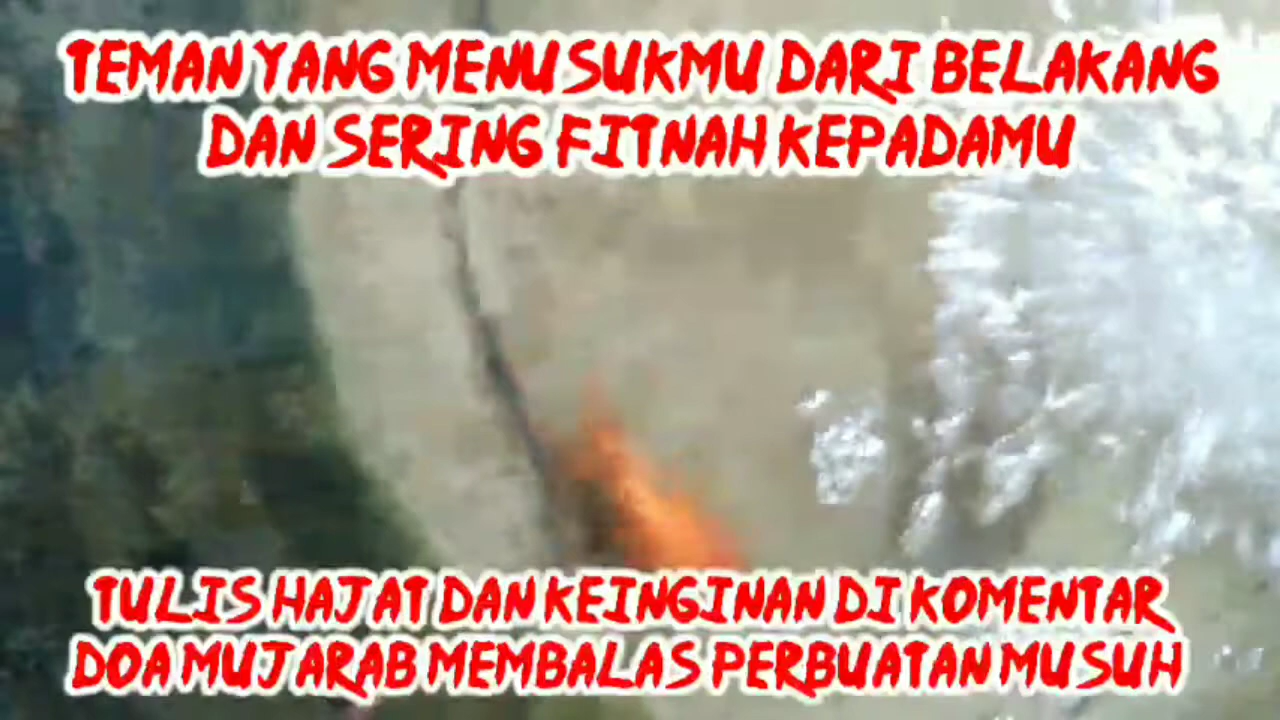 TEMAN YANG MENUSUKMU DARI BELAKANG
DAN SERING FITNAH KEPADAMU
TULIS HAJAT DAN KEINGINAN DI KOMENTAR
DOA MUJARAB MEMBALAS PERBUATAN MUSUH